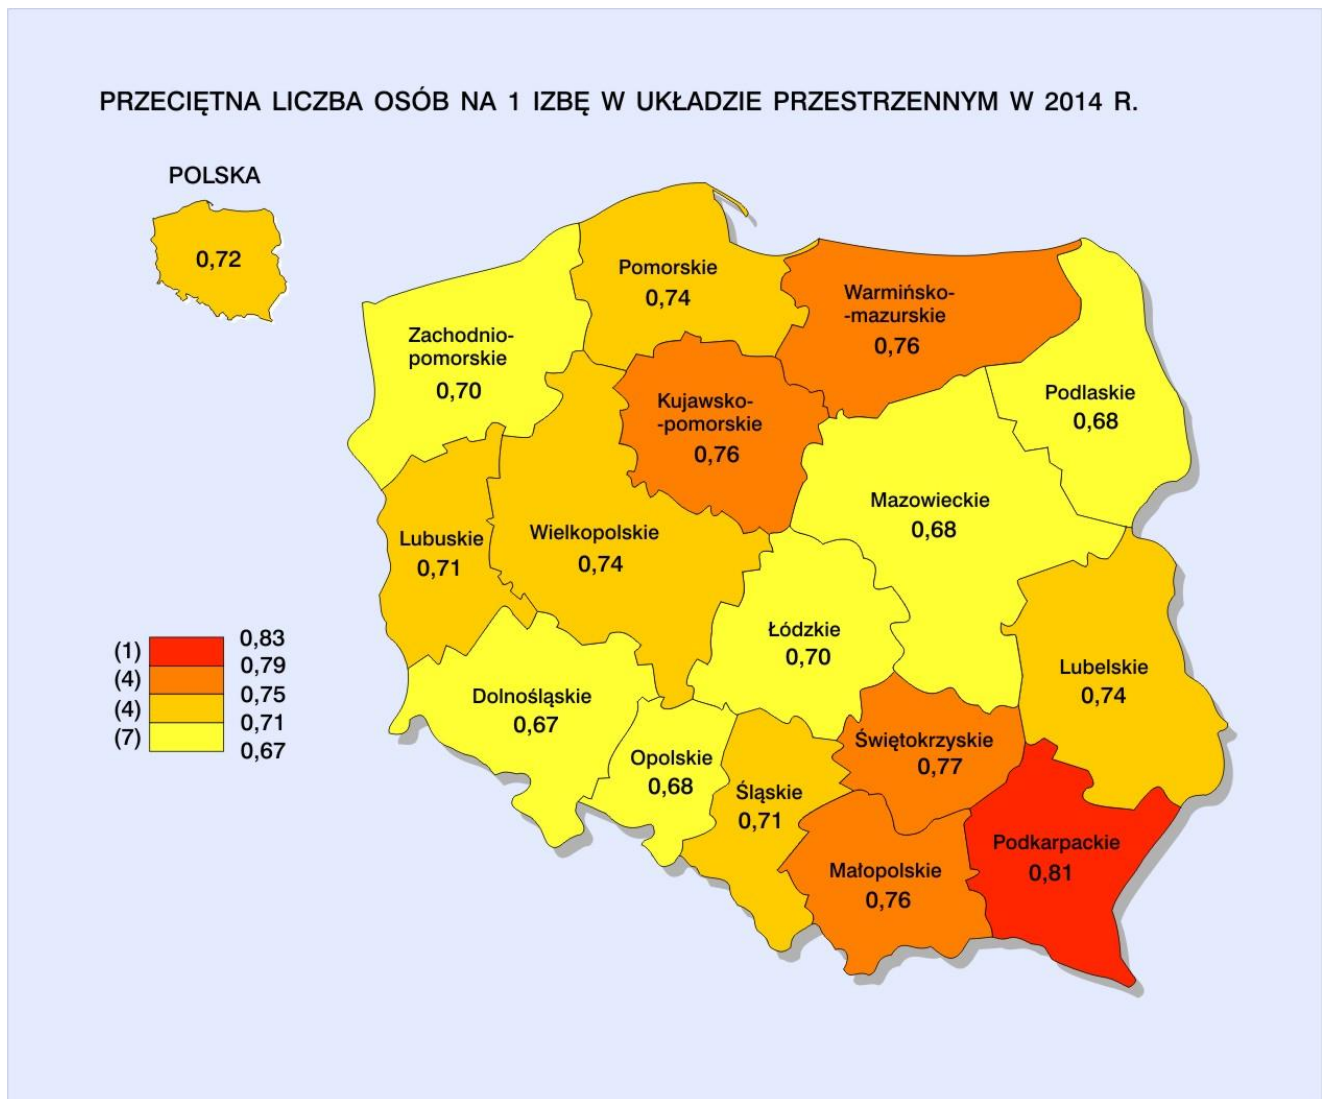 PRZECIĘTNA LICZBA OSÓB NA 1 IZBĘ W UKŁADZIE PRZESTRZENNYM W 2014 R.
POLSKA
0,72
Pomorskie
0,74
Warmińsko-
-mazurskie
0,76
Zachodnio-
pomorskie
0,70
Podlaskie
0,68
Kujawsko-
-pomorskie
0,76
Mazowieckie
0,68
Lubuskie
0,71
Wielkopolskie
0,74
Łódzkie
0,70
Lubelskie
0,74
Dolnośląskie
0,67
Opolskie
0,68
Śląskie
0,71
Świętokrzyskie
0,77
Małopolskie
0,76
Podkarpackie
0,81
0,83
(1)
0,79
(4)
0,75
(4)
0,71
(7)
0,67